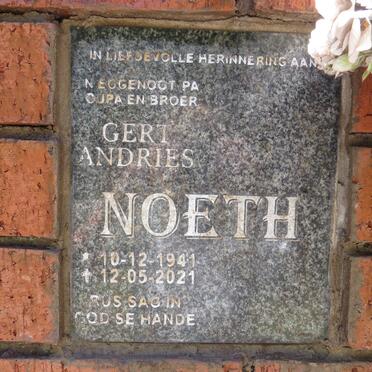 IN LIEFDEVOLLE HERINNERING AAN
EGGENOOT PA
OUPA EN BROER
GERT
ANDRIES
NOETH
* 10-12-1941
† 12-05-2021
RUS SAG IN
GOD SE HANDE